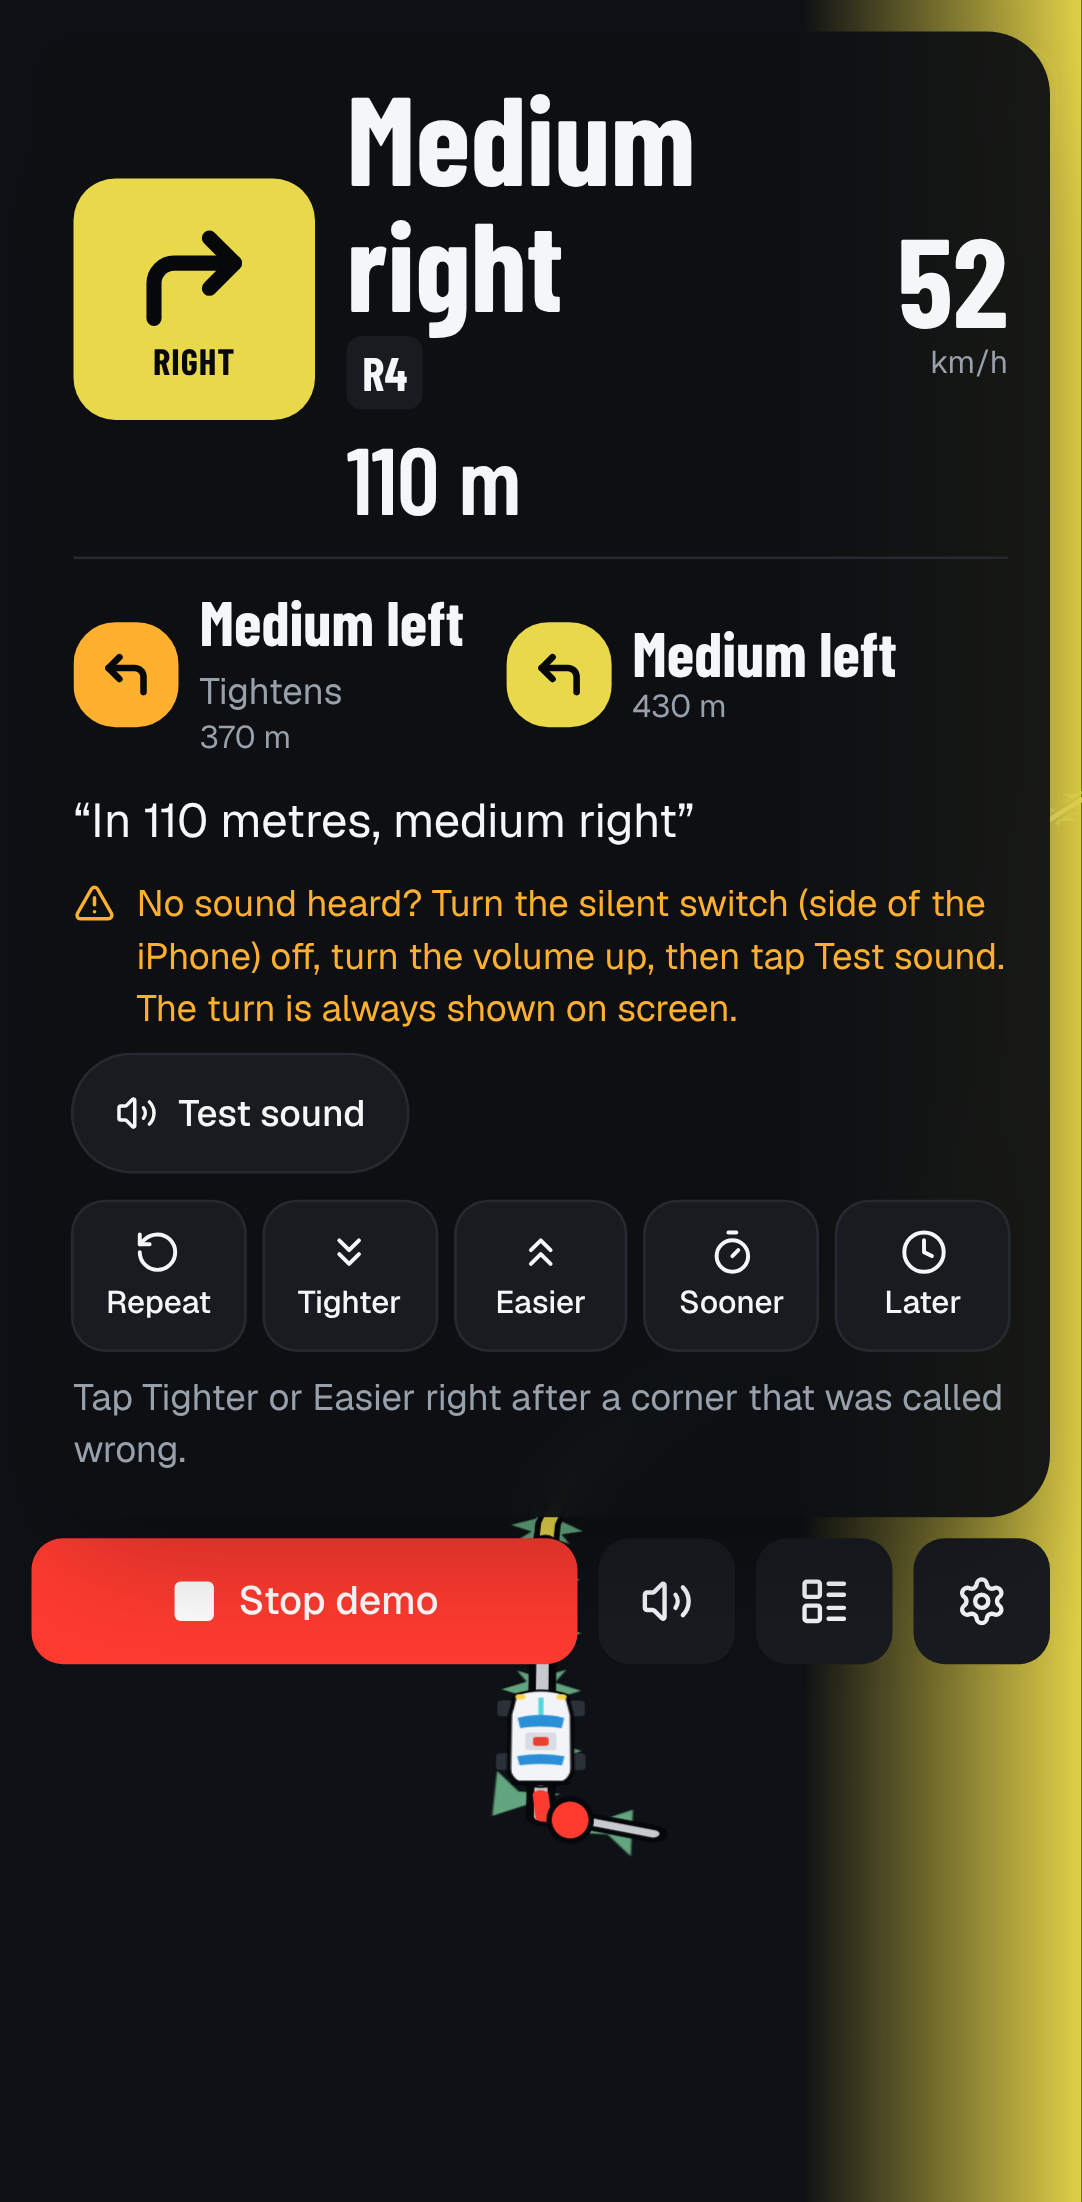 Medium
right
RIGHT
R4
110 m
52
km/h
Medium left
Tightens
370 m
Medium left
430 m
“In 110 metres, medium right”
No sound heard? Turn the silent switch (side of the
iPhone) off, turn the volume up, then tap Test sound.
The turn is always shown on screen.
Test sound
Repeat
Tighter
Easier
Sooner
Later
Tap Tighter or Easier right after a corner that was called
wrong.
Stop demo